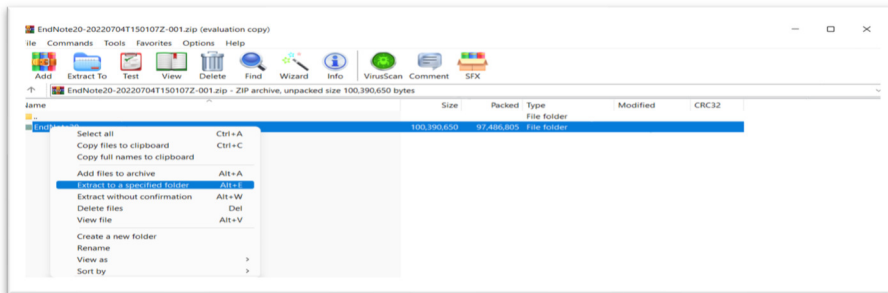 EndNote20-20220704T150107Z-001.zip (evaluation copy)
ile Commands Tools Favorites Options Help
Add Extract To Test View Delete Find Wizard Info VirusScan Comment SFX
EndNote20-20220704T150107Z-001.zip - ZIP archive, unpacked size 100,390,650 bytes
Name Size Packed Type Modified CRC32
.. File folder
EndNote20 100,390,650 97,486,805 File folder
Select all Ctrl+A
Copy files to clipboard Ctrl+C
Copy full names to clipboard
Add files to archive Alt+A
Extract to a specified folder Alt+E
Extract without confirmation Alt+W
Delete files Del
View file Alt+V
Create a new folder
Rename
View as
Sort by